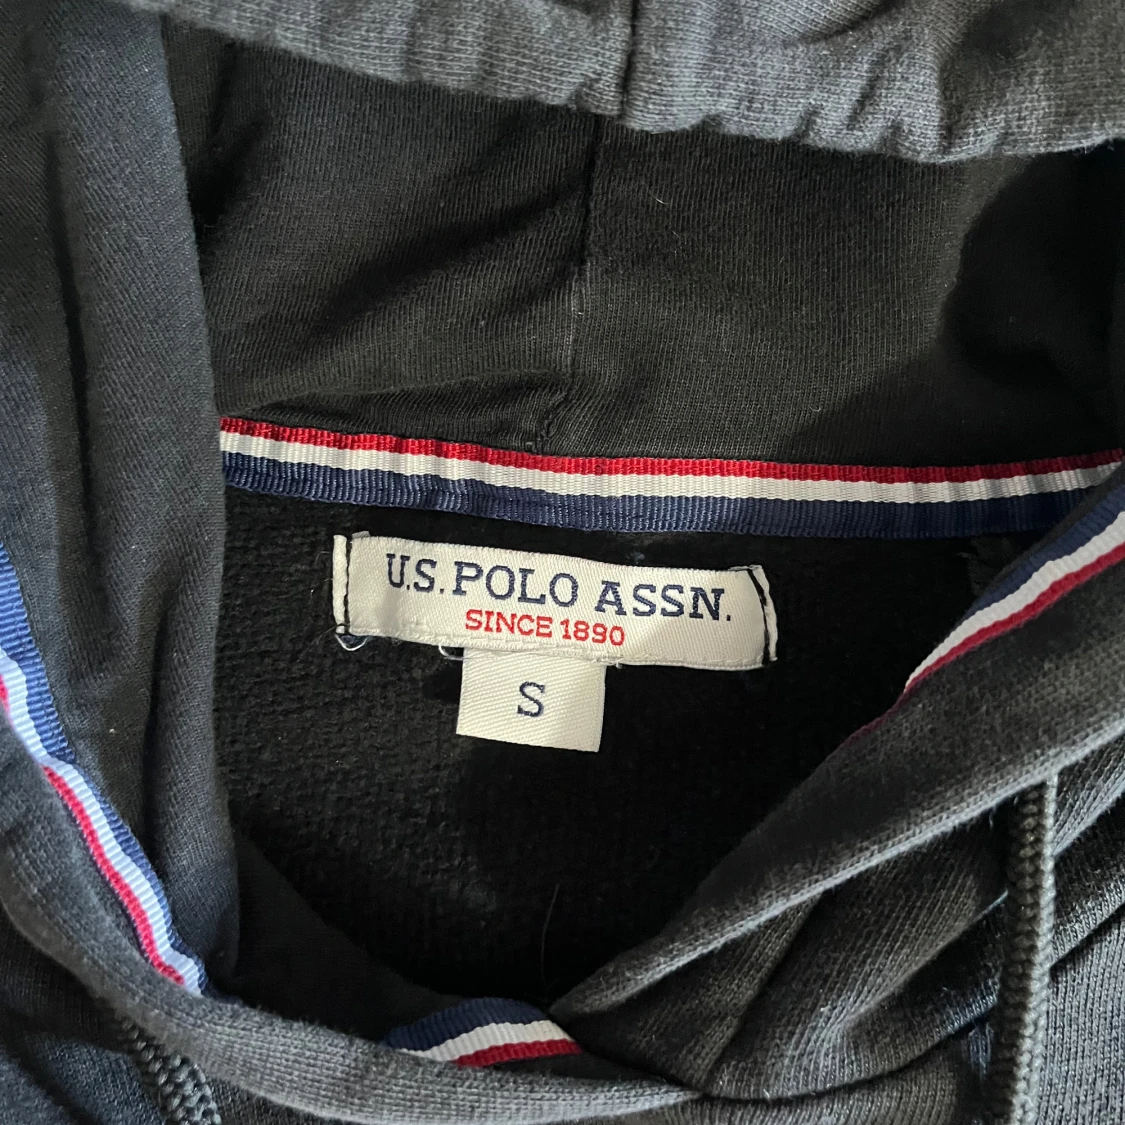 U.S. POLO ASSN.
SINCE 1890
S